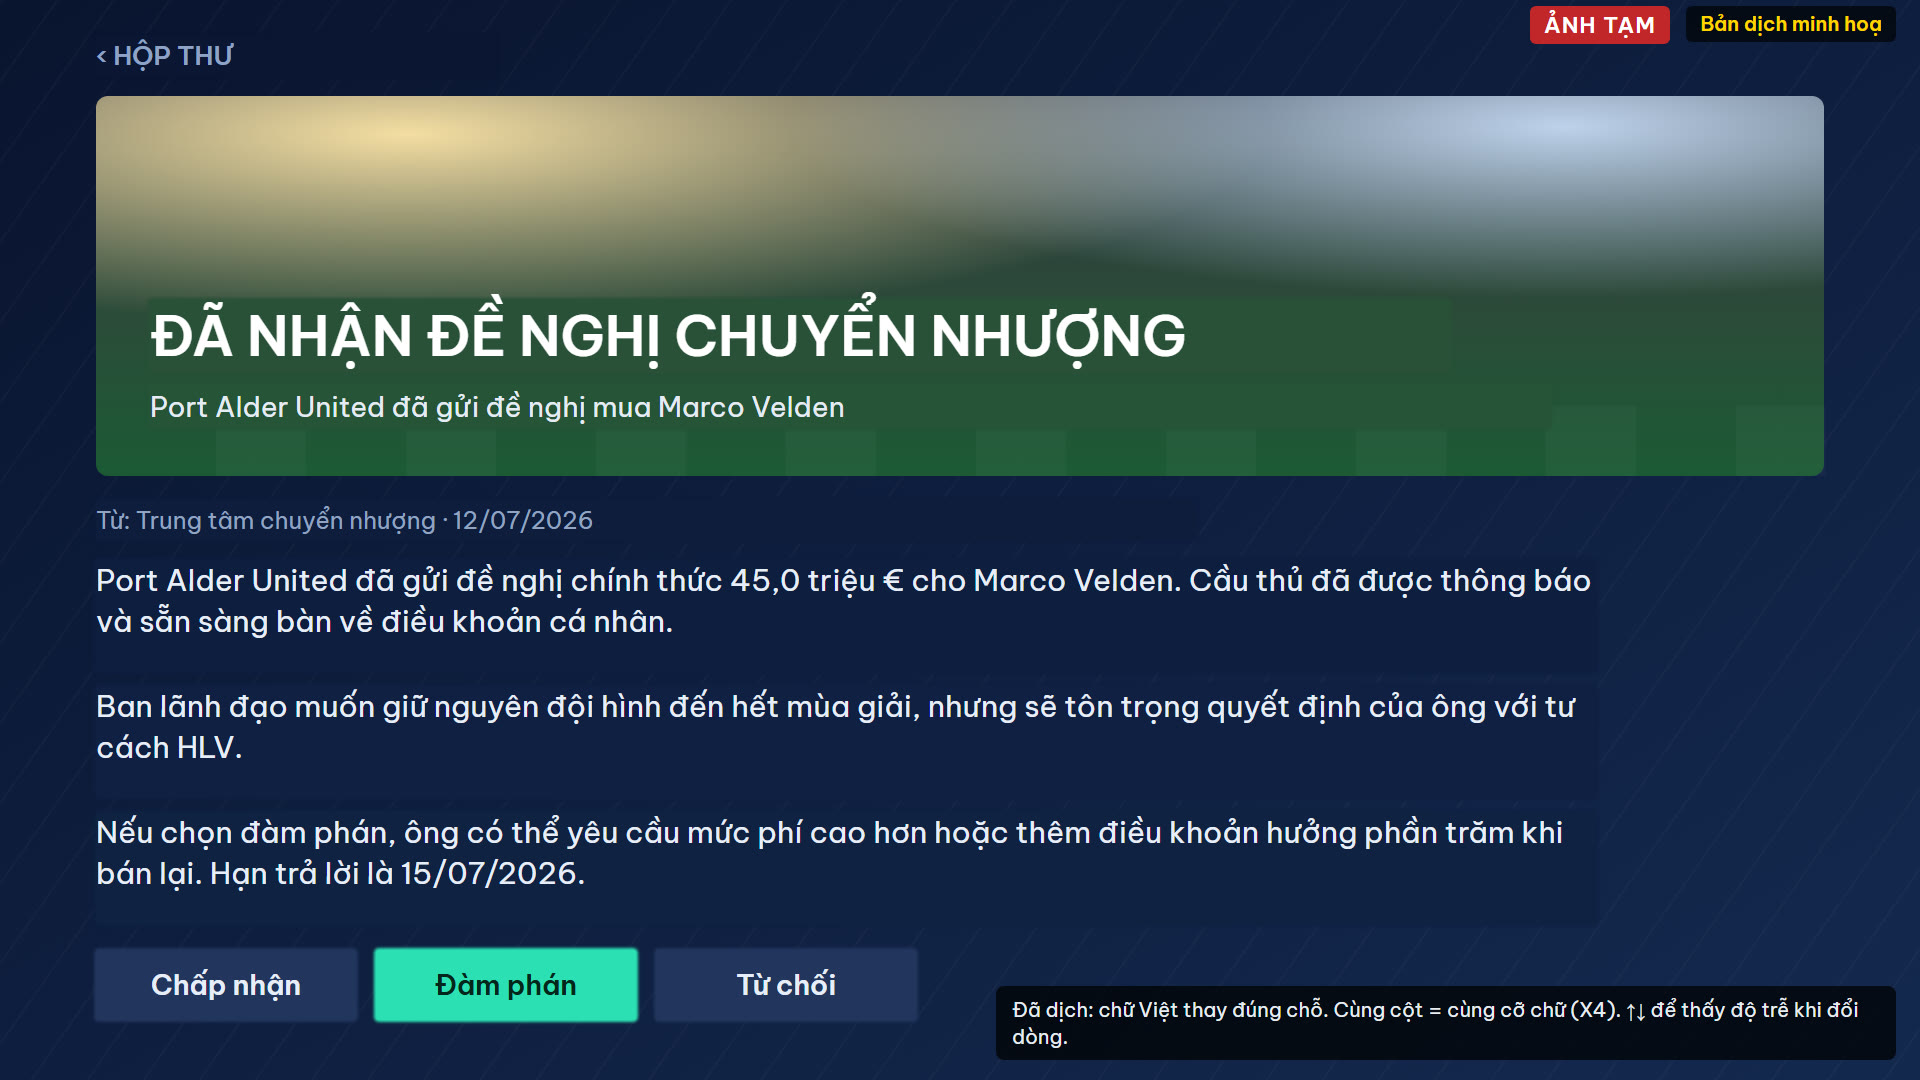 ‹ HỘP THƯ
ẢNH TẠM
Bản dịch minh hoạ
ĐÃ NHẬN ĐỀ NGHỊ CHUYỂN NHƯỢNG
Port Alder United đã gửi đề nghị mua Marco Velden
Từ: Trung tâm chuyển nhượng · 12/07/2026
Port Alder United đã gửi đề nghị chính thức 45,0 triệu € cho Marco Velden. Cầu thủ đã được thông báo
và sẵn sàng bàn về điều khoản cá nhân.
Ban lãnh đạo muốn giữ nguyên đội hình đến hết mùa giải, nhưng sẽ tôn trọng quyết định của ông với tư
cách HLV.
Nếu chọn đàm phán, ông có thể yêu cầu mức phí cao hơn hoặc thêm điều khoản hưởng phần trăm khi
bán lại. Hạn trả lời là 15/07/2026.
Chấp nhận
Đàm phán
Từ chối
Đã dịch: chữ Việt thay đúng chỗ. Cùng cột = cùng cỡ chữ (X4). ↑↓ để thấy độ trễ khi đổi
dòng.